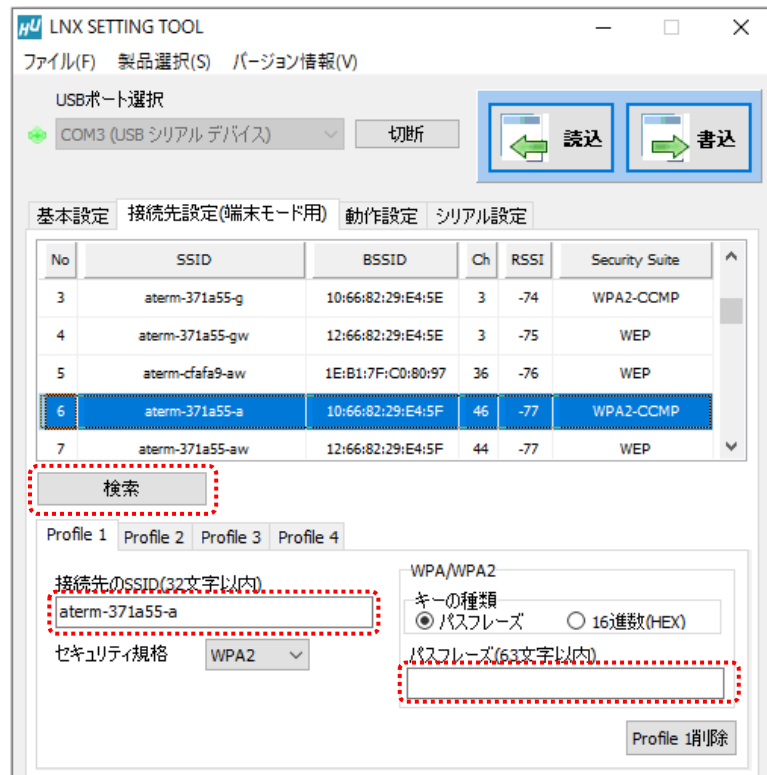 HU LNX SETTING TOOL
ファイル(F) 製品選択(S) バージョン情報(V)
USBポート選択
COM3 (USB シリアル デバイス) 切断 読込 書込
基本設定 接続先設定(端末モード用) 動作設定 シリアル設定
No SSID BSSID Ch RSSI Security Suite
3 aterm-371a55-g 10:66:82:29:E4:5E 3 -74 WPA2-CCMP
4 aterm-371a55-gw 12:66:82:29:E4:5E 3 -75 WEP
5 aterm-cfafa9-aw 1E:B1:7F:C0:80:97 36 -76 WEP
6 aterm-371a55-a 10:66:82:29:E4:5F 46 -77 WPA2-CCMP
7 aterm-371a55-aw 12:66:82:29:E4:5F 44 -77 WEP
検索
Profile 1 Profile 2 Profile 3 Profile 4
接続先のSSID(32文字以内)
aterm-371a55-a
セキュリティ規格 WPA2
WPA/WPA2
キーの種類
パスフレーズ 16進数(HEX)
パスフレーズ(63文字以内)
Profile 1削除